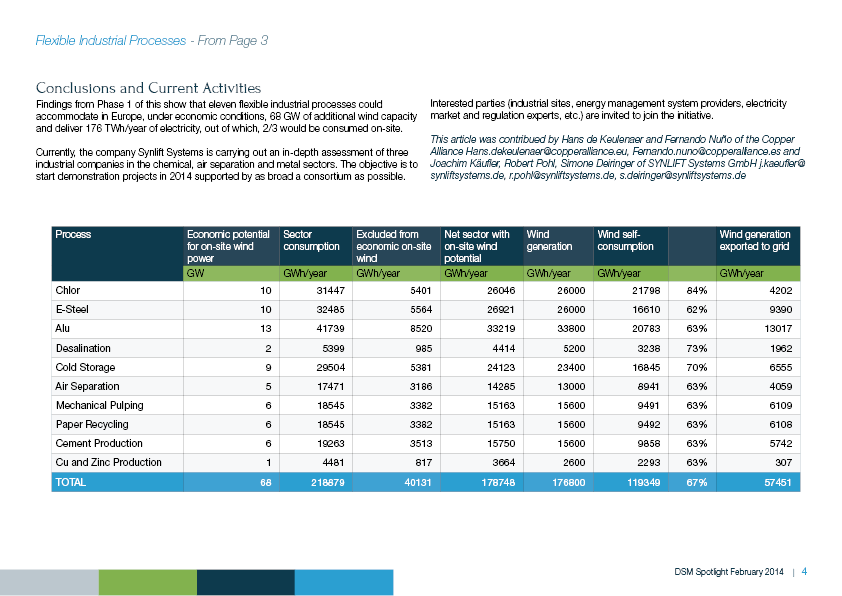 Flexible Industrial Processes - From Page 3
Conclusions and Current Activities
Findings from Phase 1 of this show that eleven flexible industrial processes could
accommodate in Europe, under economic conditions, 68 GW of additional wind capacity
and deliver 176 TWh/year of electricity, out of which, 2/3 would be consumed on-site.
Currently, the company Synlift Systems is carrying out an in-depth assessment of three
industrial companies in the chemical, air separation and metal sectors. The objective is to
start demonstration projects in 2014 supported by as broad a consortium as possible.
Interested parties (industrial sites, energy management system providers, electricity
market and regulation experts, etc.) are invited to join the initiative.
This article was contribued by Hans de Keulenaer and Fernando Nuño of the Copper
Alliance Hans.dekeulenaer@copperalliance.eu, Fernando.nuno@copperalliance.es and
Joachim Käufler, Robert Pohl, Simone Deiringer of SYNLIFT Systems GmbH j.kaeufler@
synliftsystems.de, r.pohl@synliftsystems.de, s.deiringer@synliftsystems.de
Process Economic potential for on-site wind power Sector consumption Excluded from economic on-site wind Net sector with on-site wind potential Wind generation Wind self-consumption Wind generation exported to grid
GW GWh/year GWh/year GWh/year GWh/year GWh/year GWh/year
Chlor 10 31447 5401 26046 26000 21798 84% 4202
E-Steel 10 32485 5564 26921 26000 16610 62% 9390
Alu 13 41739 8520 33219 33800 20783 63% 13017
Desalination 2 5399 985 4414 5200 3238 73% 1962
Cold Storage 9 29504 5381 24123 23400 16845 70% 6555
Air Separation 5 17471 3186 14285 13000 8941 63% 4059
Mechanical Pulping 6 18545 3382 15163 15600 9491 63% 6109
Paper Recycling 6 18545 3382 15163 15600 9492 63% 6108
Cement Production 6 19263 3513 15750 15600 9858 63% 5742
Cu and Zinc Production 1 4481 817 3664 2600 2293 63% 307
TOTAL 68 218879 40131 178748 176800 119349 67% 57451
DSM Spotlight February 2014 | 4